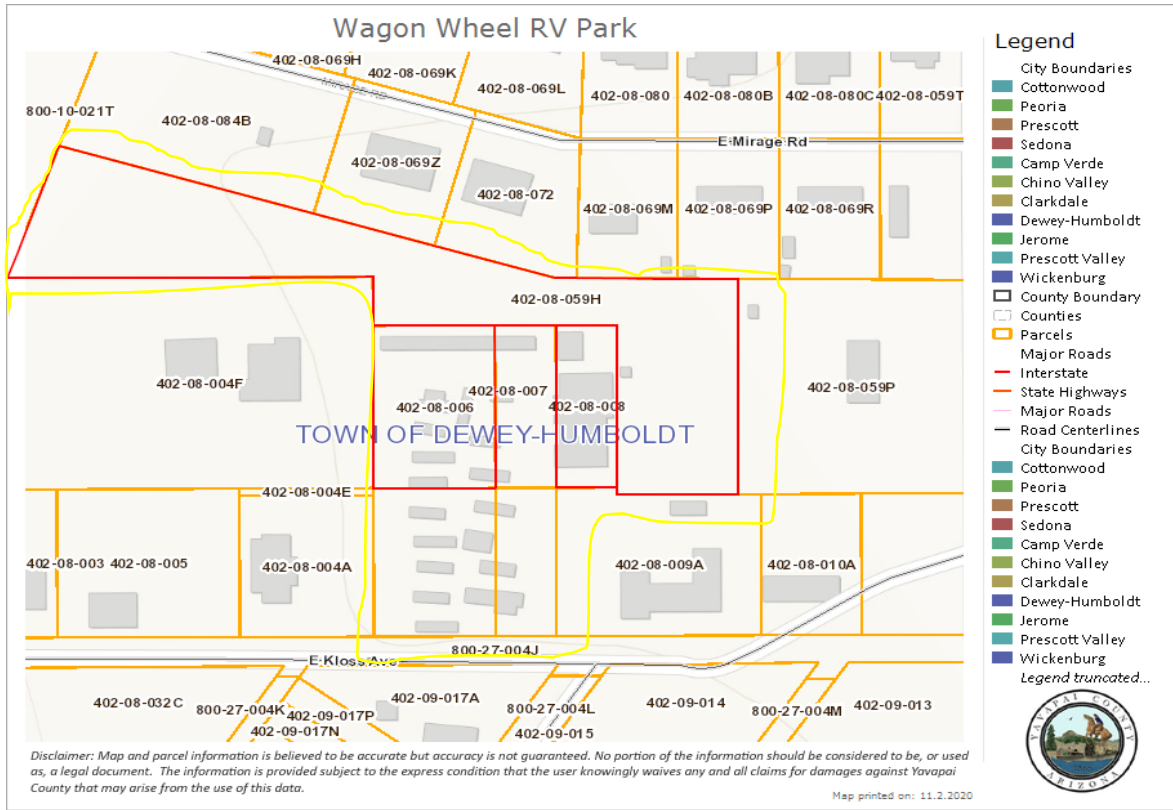 Wagon Wheel RV Park
402-08-069H
402-08-069K
402-08-069L
402-08-080
402-08-080B
402-08-080C
402-08-059T
800-10-021T
402-08-084B
E Mirage Rd
402-08-069Z
402-08-072
402-08-069M
402-08-069P
402-08-069R
402-08-059H
402-08-004F
402-08-006
402-08-007
402-08-008
402-08-059P
TOWN OF DEWEY-HUMBOLDT
402-08-004E
402-08-003
402-08-005
402-08-004A
402-08-009A
402-08-010A
800-27-004J
E Kloss Ave
402-08-032C
800-27-004K
402-09-017P
402-09-017N
402-09-017A
800-27-004L
402-09-015
402-09-014
800-27-004M
402-09-013
Legend
City Boundaries
Cottonwood
Peoria
Prescott
Sedona
Camp Verde
Chino Valley
Clarkdale
Dewey-Humboldt
Jerome
Prescott Valley
Wickenburg
County Boundary
Counties
Parcels
Major Roads
Interstate
State Highways
Major Roads
Road Centerlines
City Boundaries
Cottonwood
Peoria
Prescott
Sedona
Camp Verde
Chino Valley
Clarkdale
Dewey-Humboldt
Jerome
Prescott Valley
Wickenburg
Legend truncated...
YAVAPAI COUNTY
ARIZONA
Disclaimer: Map and parcel information is believed to be accurate but accuracy is not guaranteed. No portion of the information should be considered to be, or used
as, a legal document. The information is provided subject to the express condition that the user knowingly waives any and all claims for damages against Yavapai
County that may arise from the use of this data.
Map printed on: 11.2.2020